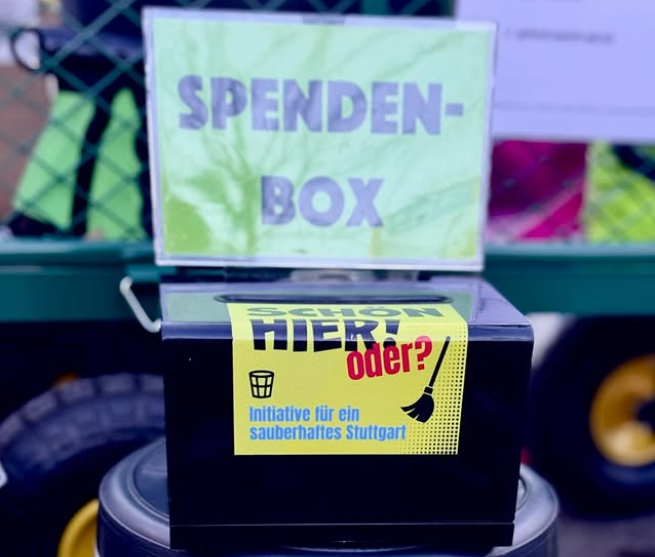 SPENDEN-
BOX
SCHÖN
HIER!
oder?
Initiative für ein
sauberhaftes Stuttgart